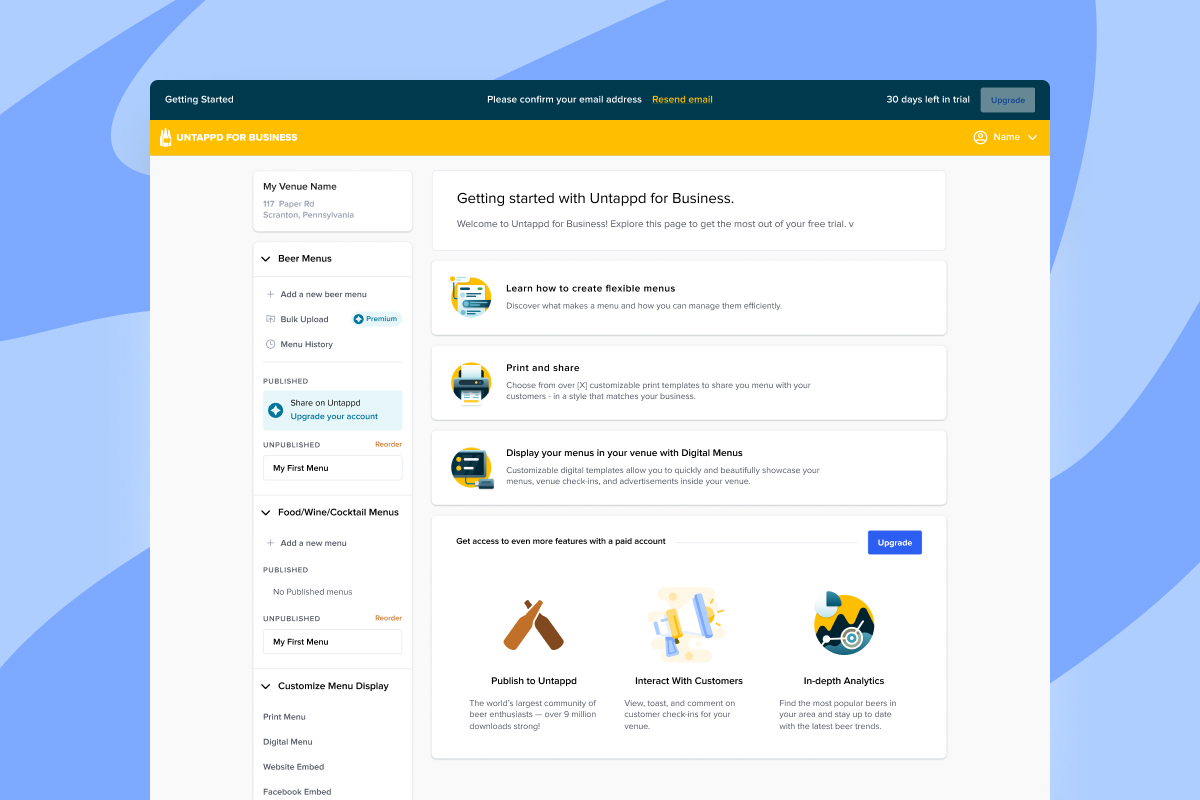 Getting Started
Please confirm your email address Resend email
30 days left in trial
Upgrade
UNTAPPD FOR BUSINESS
Name
My Venue Name
117 Paper Rd
Scranton, Pennsylvania
Beer Menus
Add a new beer menu
Bulk Upload
Premium
Menu History
PUBLISHED
Share on Untappd
Upgrade your account
UNPUBLISHED
Reorder
My First Menu
Food/Wine/Cocktail Menus
Add a new menu
PUBLISHED
No Published menus
UNPUBLISHED
Reorder
My First Menu
Customize Menu Display
Print Menu
Digital Menu
Website Embed
Facebook Embed
Getting started with Untappd for Business.
Welcome to Untappd for Business! Explore this page to get the most out of your free trial. v
Learn how to create flexible menus
Discover what makes a menu and how you can manage them efficiently.
Print and share
Choose from over [X] customizable print templates to share you menu with your
customers - in a style that matches your business.
Display your menus in your venue with Digital Menus
Customizable digital templates allow you to quickly and beautifully showcase your
menus, venue check-ins, and advertisements inside your venue.
Get access to even more features with a paid account
Upgrade
Publish to Untappd
The world's largest community of
beer enthusiasts — over 9 million
downloads strong!
Interact With Customers
View, toast, and comment on
customer check-ins for your
venue.
In-depth Analytics
Find the most popular beers in
your area and stay up to date
with the latest beer trends.